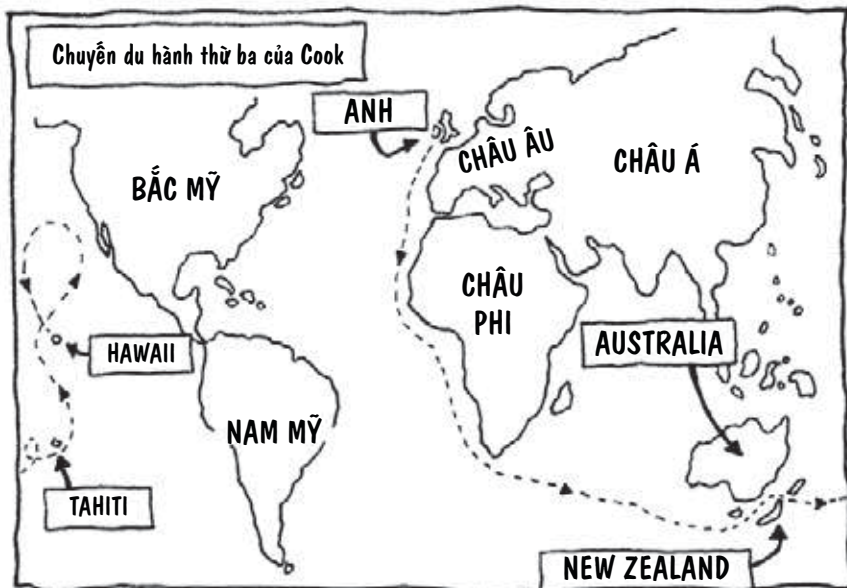 Chuyến du hành thừ ba của Cook
ANH
CHÂU ÂU
CHÂU Á
BẮC MỸ
CHÂU
PHI
AUSTRALIA
HAWAII
NAM MỸ
TAHITI
NEW ZEALAND